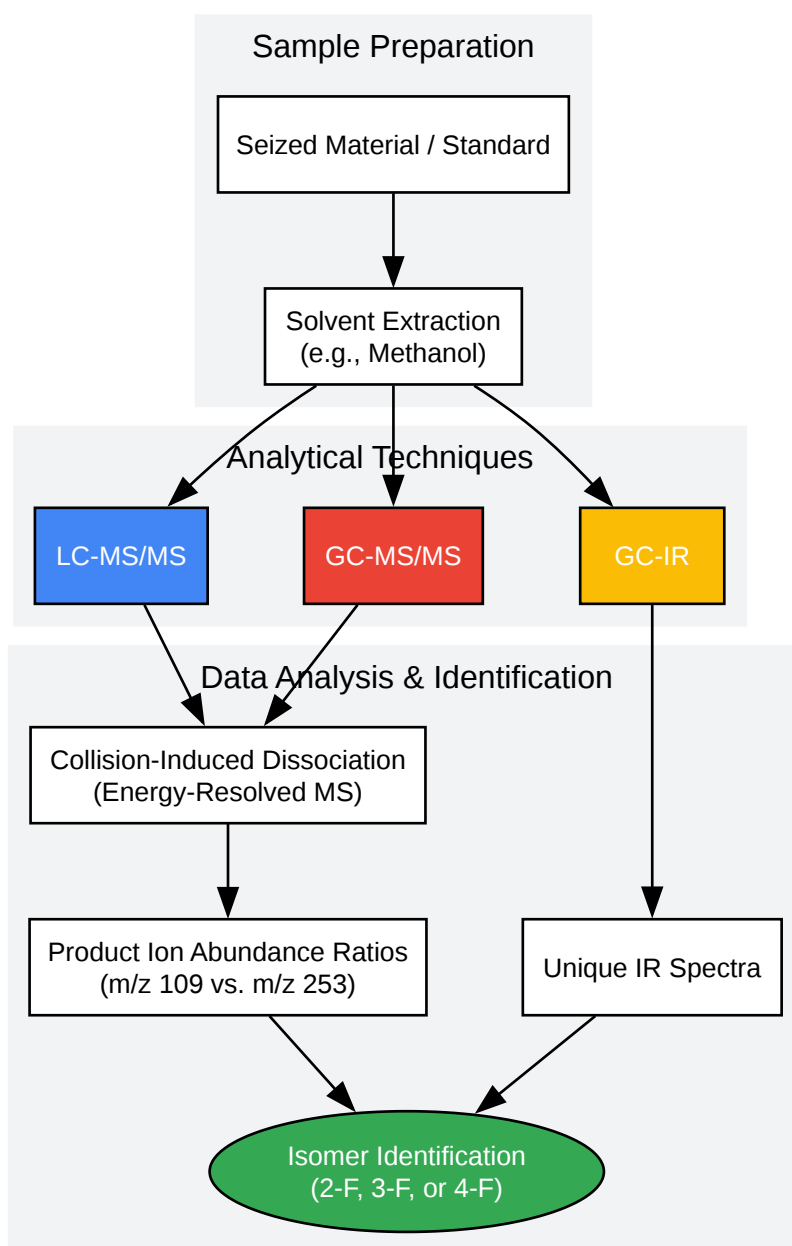 Sample Preparation
Seized Material / Standard
Solvent Extraction
(e.g., Methanol)
Analytical Techniques
LC-MS/MS
GC-MS/MS
GC-IR
Data Analysis & Identification
Collision-Induced Dissociation
(Energy-Resolved MS)
Product Ion Abundance Ratios
(m/z 109 vs. m/z 253)
Unique IR Spectra
Isomer Identification
(2-F, 3-F, or 4-F)